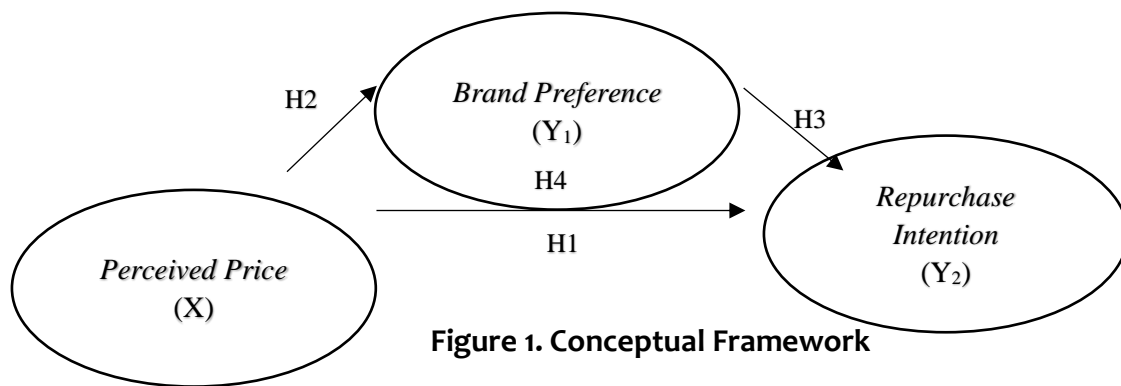 H2
Brand Preference
(Y₁)
H3
H4
H1
Perceived Price
(X)
Repurchase
Intention
(Y₂)
Figure 1. Conceptual Framework